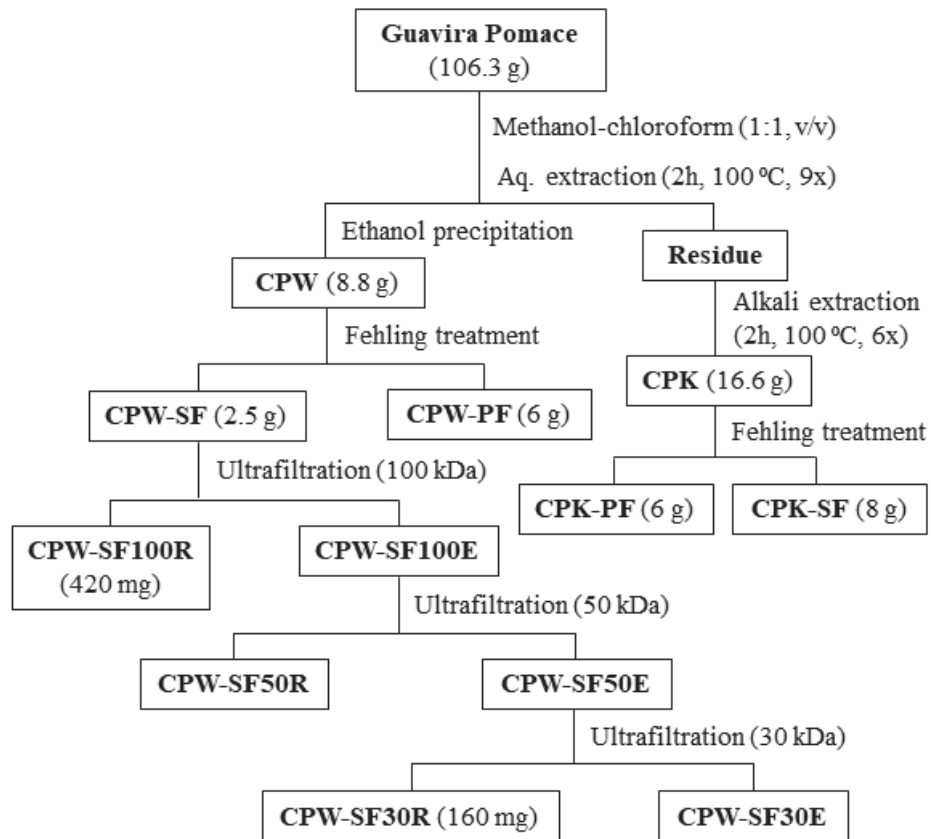 Guavira Pomace
(106.3 g)
Methanol-chloroform (1:1, v/v)
Aq. extraction (2h, 100 ⁰C, 9x)
Ethanol precipitation
CPW (8.8 g)
Residue
Alkali extraction
(2h, 100 ⁰C, 6x)
Fehling treatment
CPK (16.6 g)
CPW-SF (2.5 g)
CPW-PF (6 g)
Fehling treatment
Ultrafiltration (100 kDa)
CPK-PF (6 g)
CPK-SF (8 g)
CPW-SF100R
(420 mg)
CPW-SF100E
Ultrafiltration (50 kDa)
CPW-SF50R
CPW-SF50E
Ultrafiltration (30 kDa)
CPW-SF30R (160 mg)
CPW-SF30E